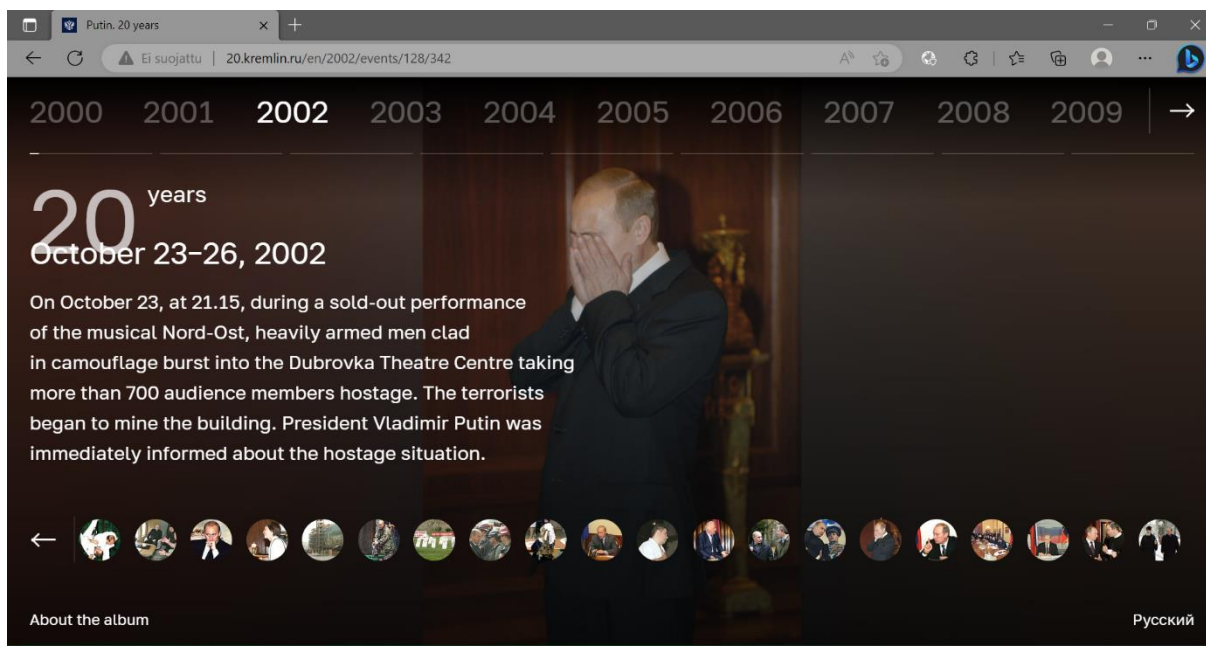 Putin. 20 years
Ei suojattu | 20.kremlin.ru/en/2002/events/128/342
2000 2001 2002 2003 2004 2005 2006 2007 2008 2009
20 years
October 23–26, 2002
On October 23, at 21.15, during a sold-out performance
of the musical Nord-Ost, heavily armed men clad
in camouflage burst into the Dubrovka Theatre Centre taking
more than 700 audience members hostage. The terrorists
began to mine the building. President Vladimir Putin was
immediately informed about the hostage situation.
About the album
Русский